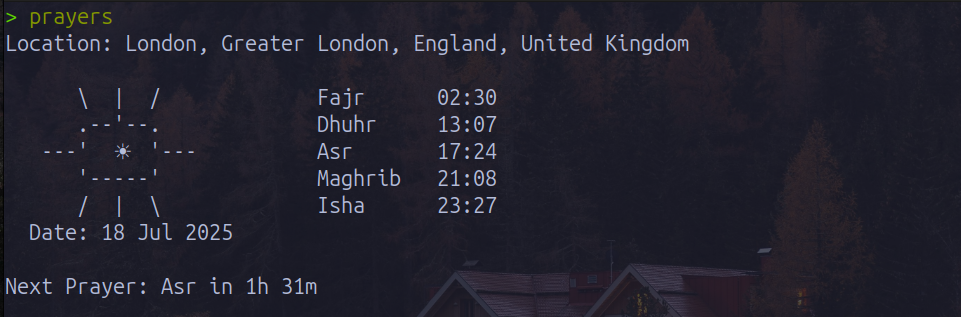 > prayers
Location: London, Greater London, England, United Kingdom
\  |  /             Fajr      02:30
.--'--.             Dhuhr     13:07
---'  ☀  '---          Asr       17:24
'-----'             Maghrib   21:08
/  |  \             Isha      23:27
Date: 18 Jul 2025
Next Prayer: Asr in 1h 31m